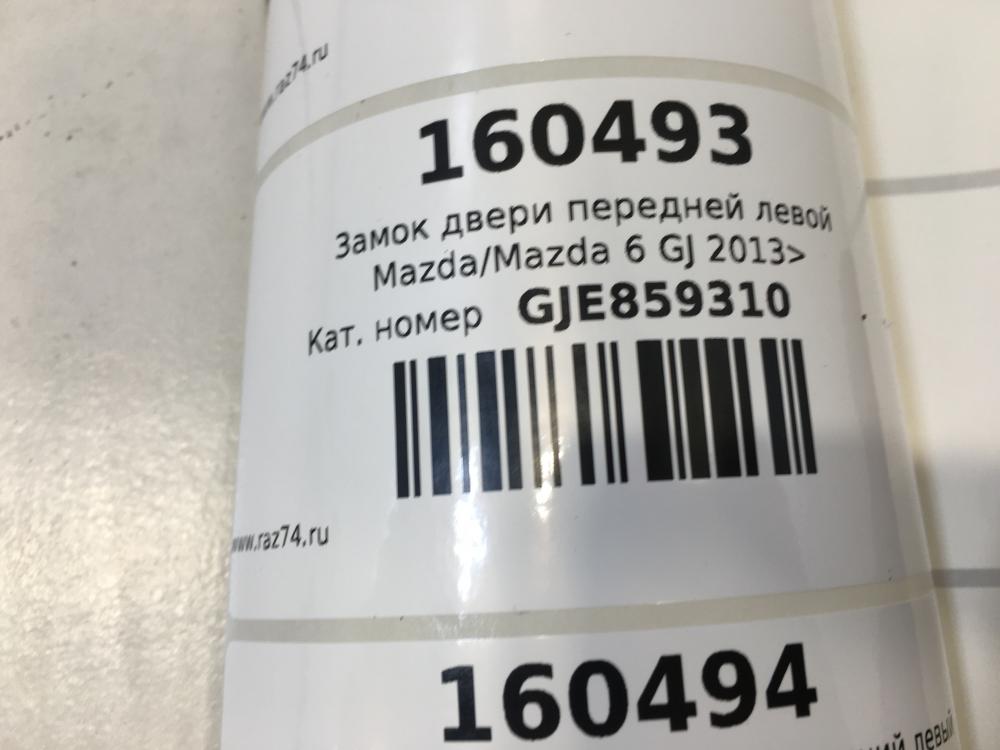 www.raz74.ru
160493
Замок двери передней левой
Mazda/Mazda 6 GJ 2013>
Кат. номер GJE859310
www.raz74.ru
160494
левый